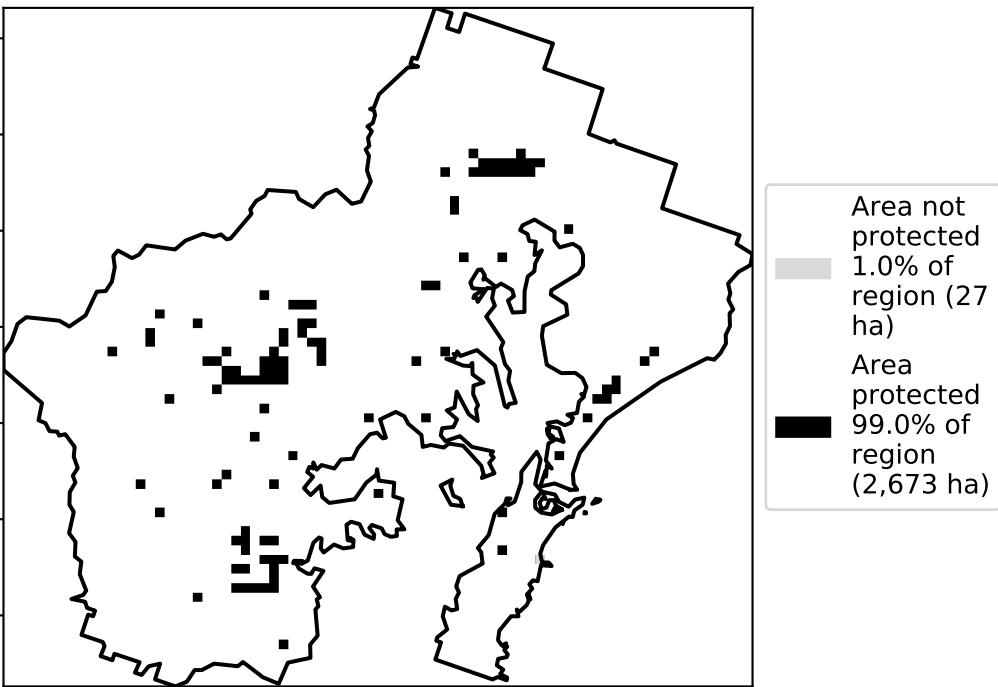 Area not
protected
1.0% of
region (27
ha)
Area
protected
99.0% of
region
(2,673 ha)